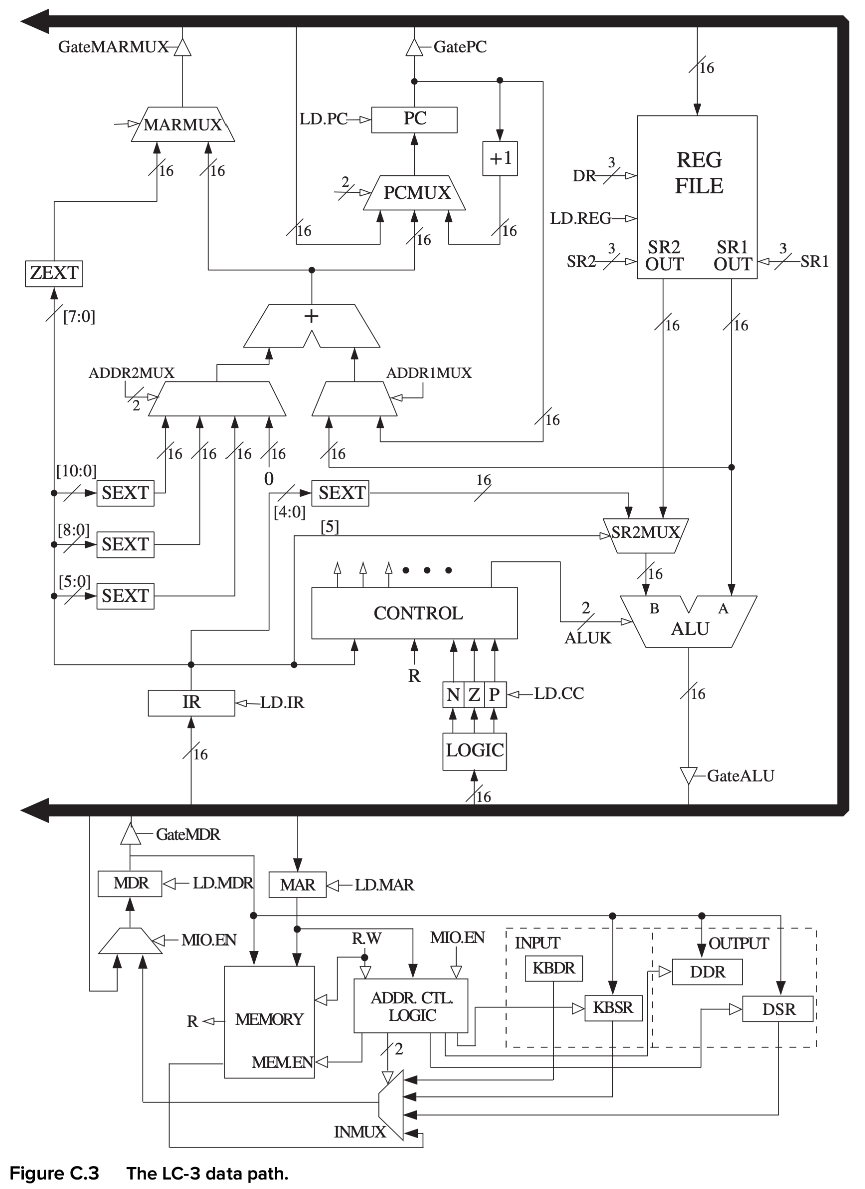 GateMARMUX
GatePC
16
MARMUX
LD.PC
PC
REG
FILE
3
DR
+1
16
16
2
PCMUX
LD.REG
16
16
16
ZEXT
3
SR2
SR2
OUT
SR1
OUT
3
SR1
[7:0]
+
16
16
ADDR2MUX
2
ADDR1MUX
16
16
16
16
16
16
0
[10:0]
SEXT
[4:0]
SEXT
16
[8:0]
SEXT
[5]
SR2MUX
16
[5:0]
SEXT
CONTROL
2
ALUK
B
A
ALU
R
IR
LD.IR
N Z P
LD.CC
16
LOGIC
16
16
GateALU
GateMDR
MDR
LD.MDR
MAR
LD.MAR
MIO.EN
R.W
MIO.EN
INPUT
OUTPUT
KBDR
DDR
ADDR. CTL.
LOGIC
KBSR
DSR
R
MEMORY
MEM.EN
2
INMUX
Figure C.3 The LC-3 data path.